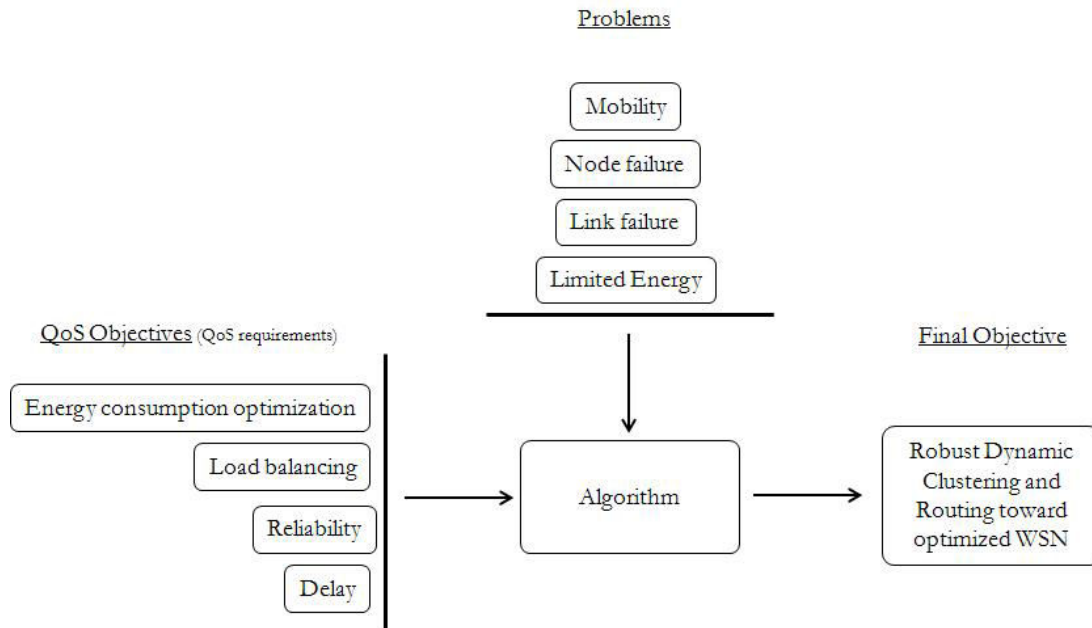 Problems
Mobility
Node failure
Link failure
Limited Energy
QoS Objectives (QoS requirements)
Energy consumption optimization
Load balancing
Reliability
Delay
Algorithm
Final Objective
Robust Dynamic
Clustering and
Routing toward
optimized WSN